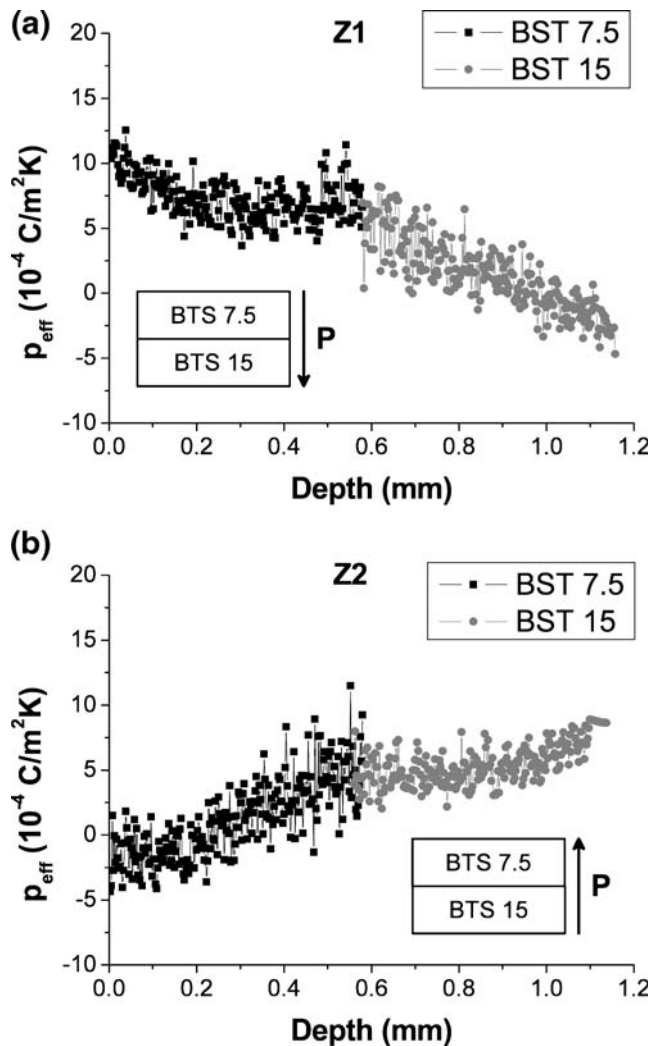 (a)
Z1
BST 7.5
BST 15
20
15
10
5
0
-5
-10
p_eff (10^-4 C/m^2K)
BTS 7.5
BTS 15
P
0.0 0.2 0.4 0.6 0.8 1.0 1.2
Depth (mm)
(b)
Z2
BST 7.5
BST 15
20
15
10
5
0
-5
-10
p_eff (10^-4 C/m^2K)
BTS 7.5
BTS 15
P
0.0 0.2 0.4 0.6 0.8 1.0 1.2
Depth (mm)